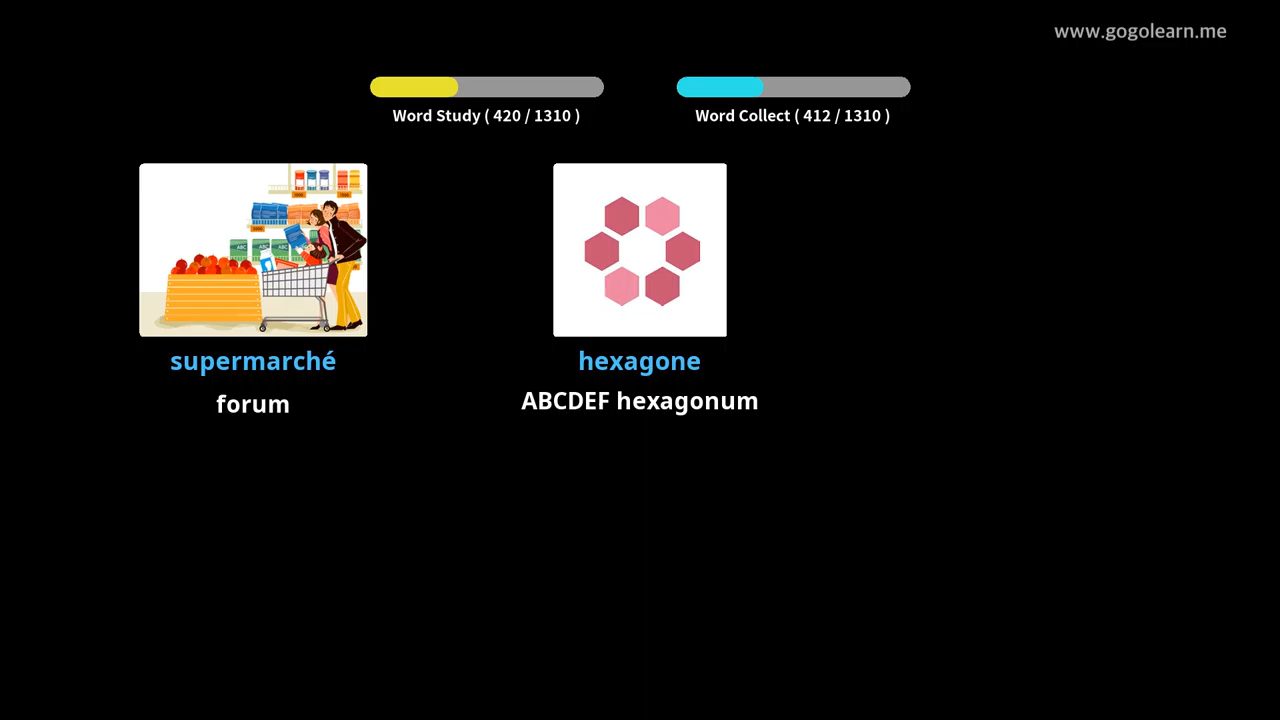 www.gogolearn.me
Word Study ( 420 / 1310 )
Word Collect ( 412 / 1310 )
supermarché
forum
hexagone
ABCDEF hexagonum